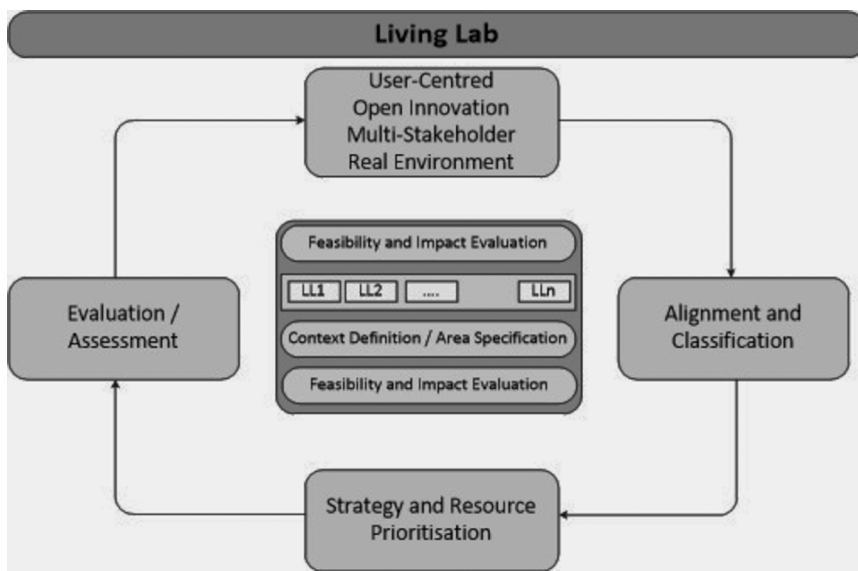 Living Lab
User-Centred
Open Innovation
Multi-Stakeholder
Real Environment
Feasibility and Impact Evaluation
LL1 LL2 .... LLn
Context Definition / Area Specification
Feasibility and Impact Evaluation
Evaluation /
Assessment
Alignment and
Classification
Strategy and Resource
Prioritisation